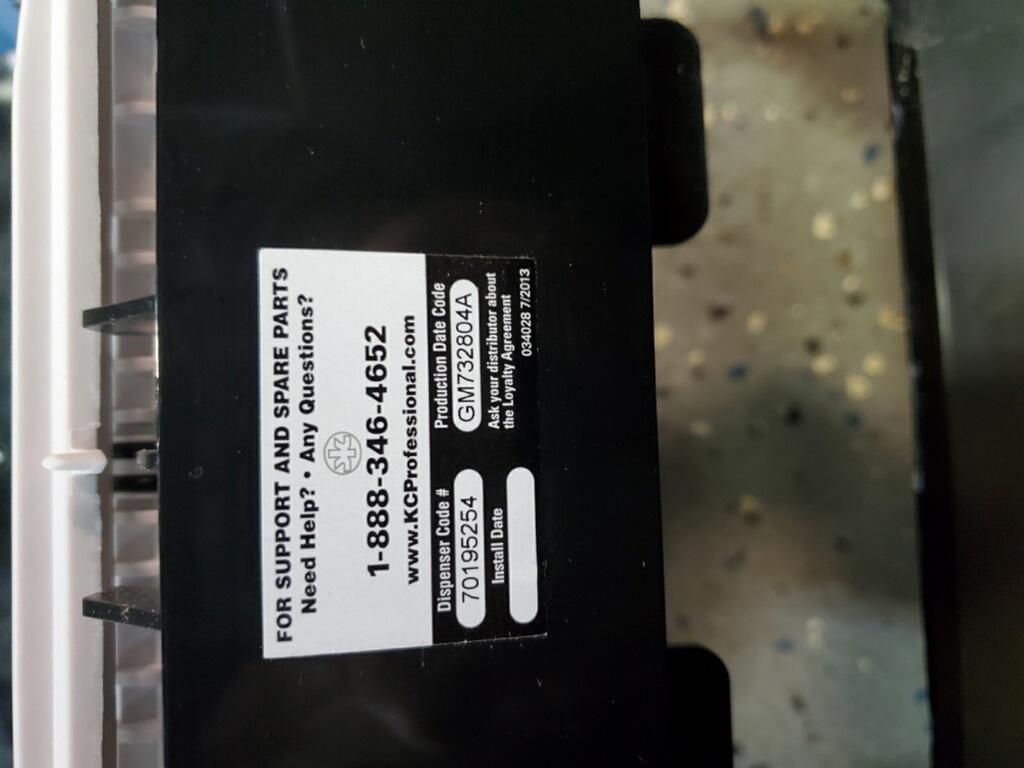 FOR SUPPORT AND SPARE PARTS
Need Help? • Any Questions?
1-888-346-4652
www.KCProfessional.com
Dispenser Code #
70195254
Production Date Code
GM732804A
Install Date
Ask your distributor about
the Loyalty Agreement
034028 7/2013